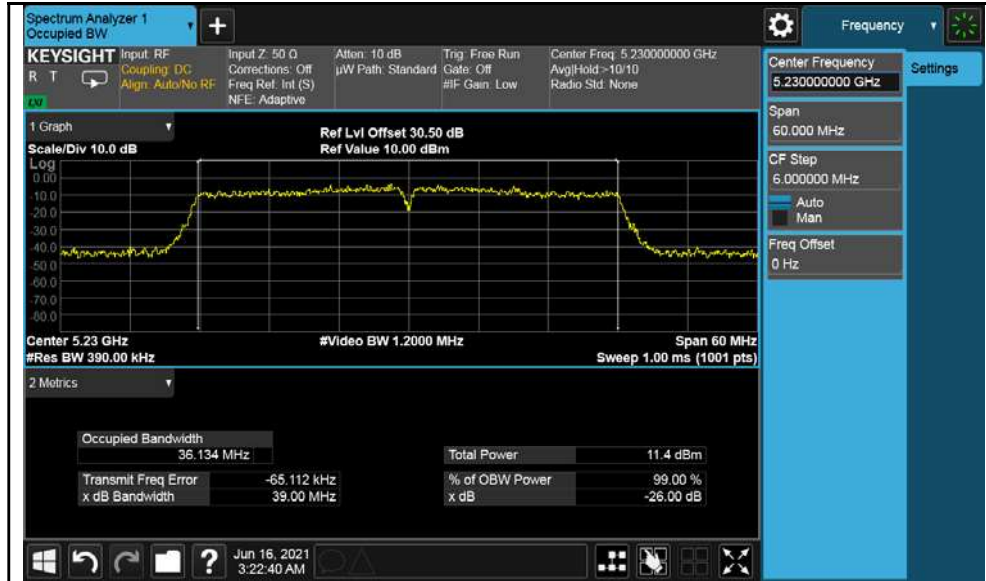 Spectrum Analyzer 1
Occupied BW
+
Frequency
KEYSIGHT
R T
LXI
Input: RF
Coupling: DC
Align: Auto/No RF
Input Z: 50 Ω
Corrections: Off
Freq Ref: Int (S)
NFE: Adaptive
Atten: 10 dB
µW Path: Standard
Trig: Free Run
Gate: Off
#IF Gain: Low
Center Freq: 5.230000000 GHz
Avg|Hold:>10/10
Radio Std: None
Center Frequency
5.230000000 GHz
Settings
Span
60.000 MHz
CF Step
6.000000 MHz
Auto
Man
Freq Offset
0 Hz
1 Graph
Scale/Div 10.0 dB
Ref Lvl Offset 30.50 dB
Ref Value 10.00 dBm
Log
0.00
-10.0
-20.0
-30.0
-40.0
-50.0
-60.0
-70.0
-80.0
Center 5.23 GHz
#Video BW 1.2000 MHz
Span 60 MHz
#Res BW 390.00 kHz
Sweep 1.00 ms (1001 pts)
2 Metrics
Occupied Bandwidth
36.134 MHz
Total Power 11.4 dBm
Transmit Freq Error -65.112 kHz
% of OBW Power 99.00 %
x dB Bandwidth 39.00 MHz
x dB -26.00 dB
?
Jun 16, 2021
3:22:40 AM